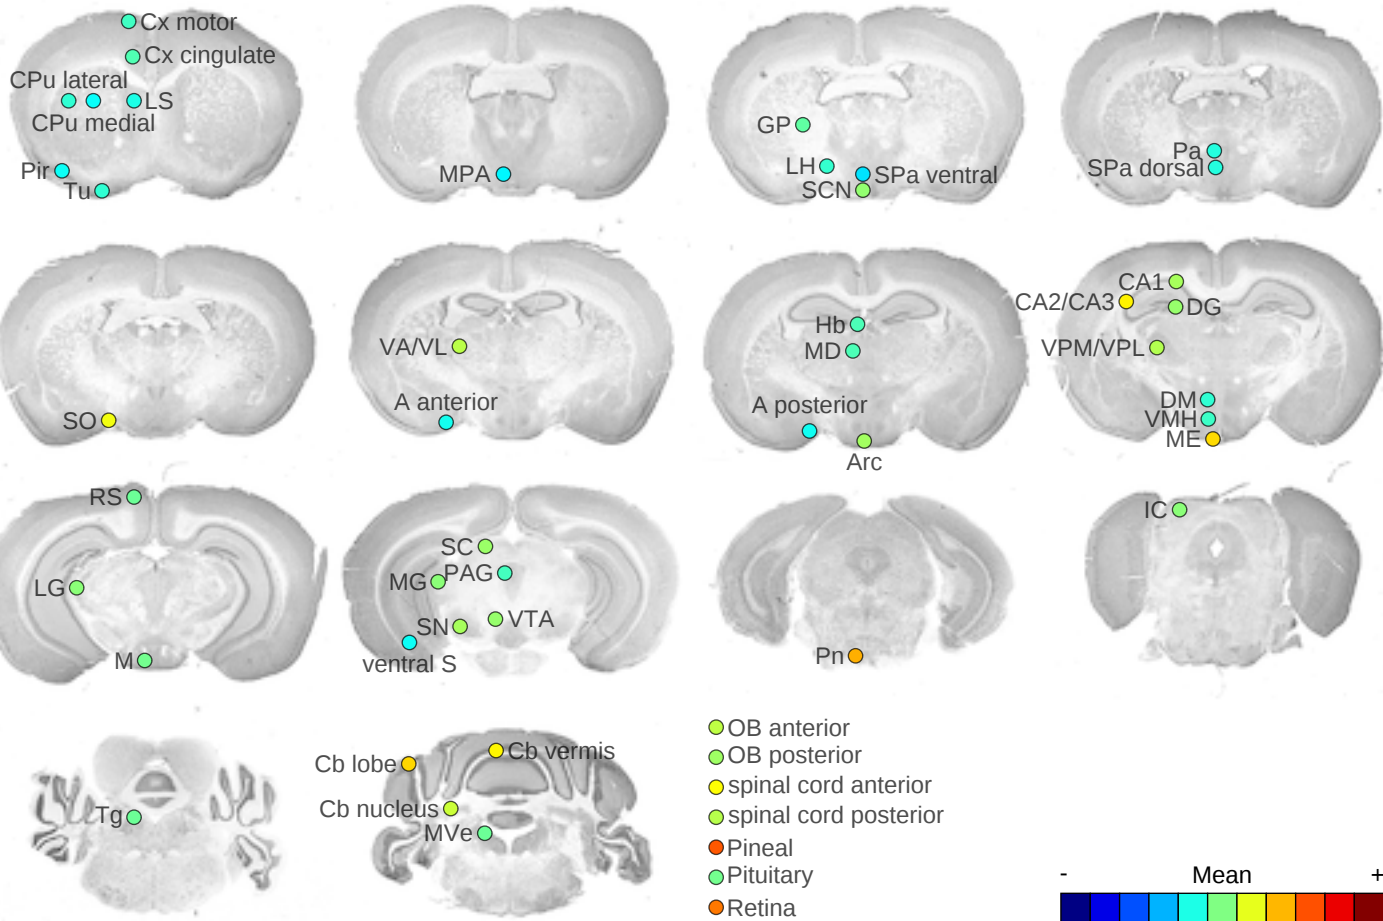 Cx motor
Cx cingulate
CPu lateral
LS
CPu medial
Pir
Tu
MPA
GP
LH
SPa ventral
SCN
Pa
SPa dorsal
SO
VA/VL
A anterior
Hb
MD
A posterior
Arc
CA1
CA2/CA3
DG
VPM/VPL
DM
VMH
ME
RS
LG
M
SC
MG
PAG
SN
VTA
ventral S
Pn
IC
Tg
Cb lobe
Cb vermis
Cb nucleus
MVe
OB anterior
OB posterior
spinal cord anterior
spinal cord posterior
Pineal
Pituitary
Retina
- Mean +